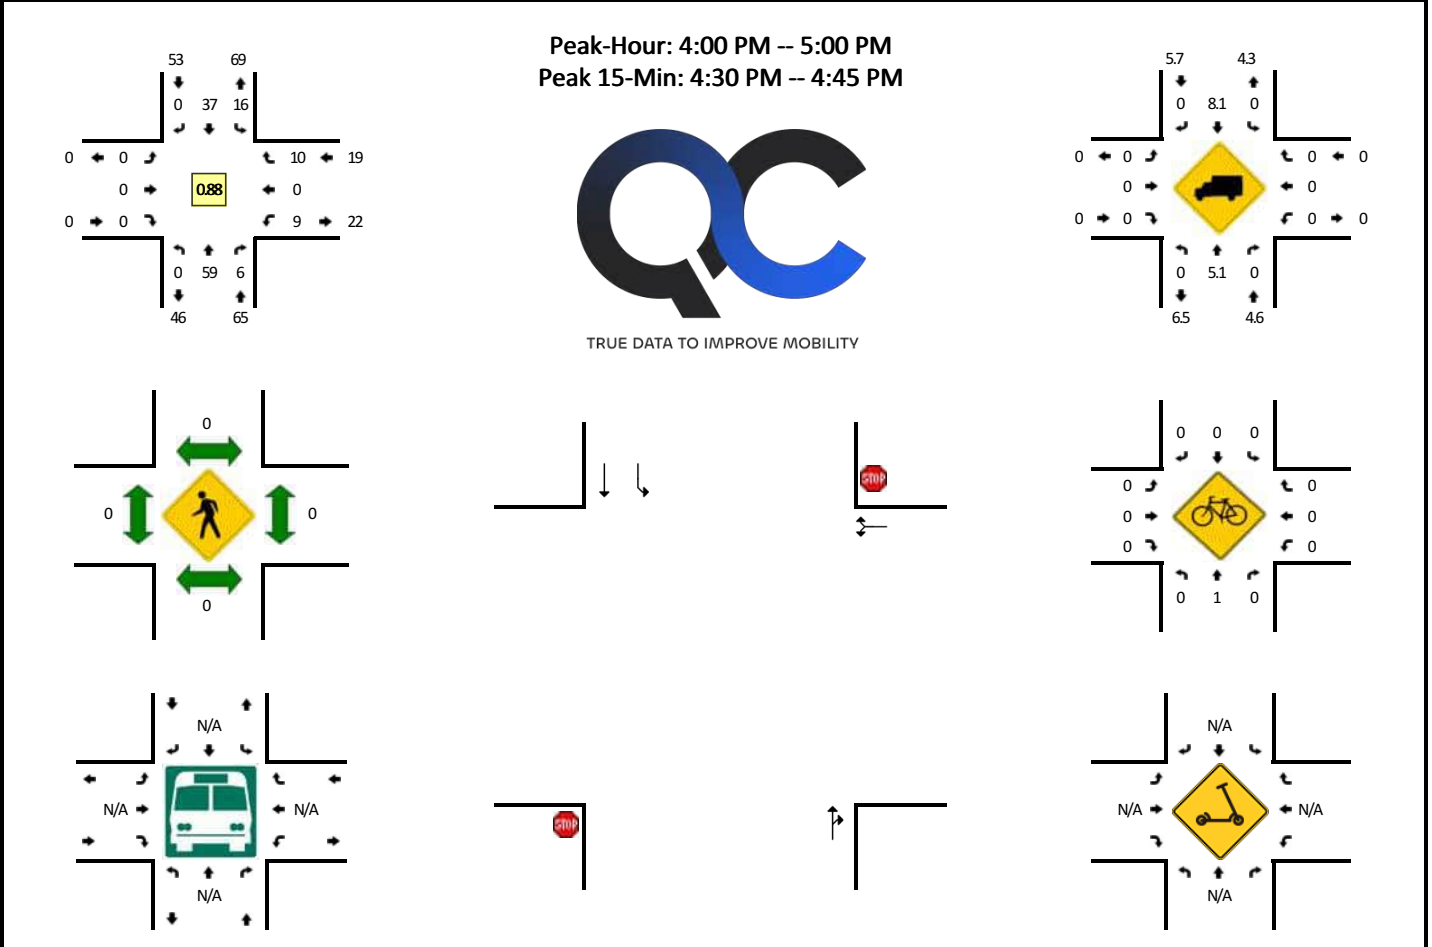 Peak-Hour: 4:00 PM -- 5:00 PM
Peak 15-Min: 4:30 PM -- 4:45 PM
53 69
0 37 16
0 0 10 19
0 0.88 0
0 0 9 22
0 59 6
46 65
QC
TRUE DATA TO IMPROVE MOBILITY
5.7 4.3
0 8.1 0
0 0 0 0
0 0
0 0 0 0
0 5.1 0
6.5 4.6
0
0 0
0
STOP
STOP
0 0 0
0 0
0 0
0 0
0 1 0
N/A
N/A N/A
N/A
N/A
N/A N/A
N/A